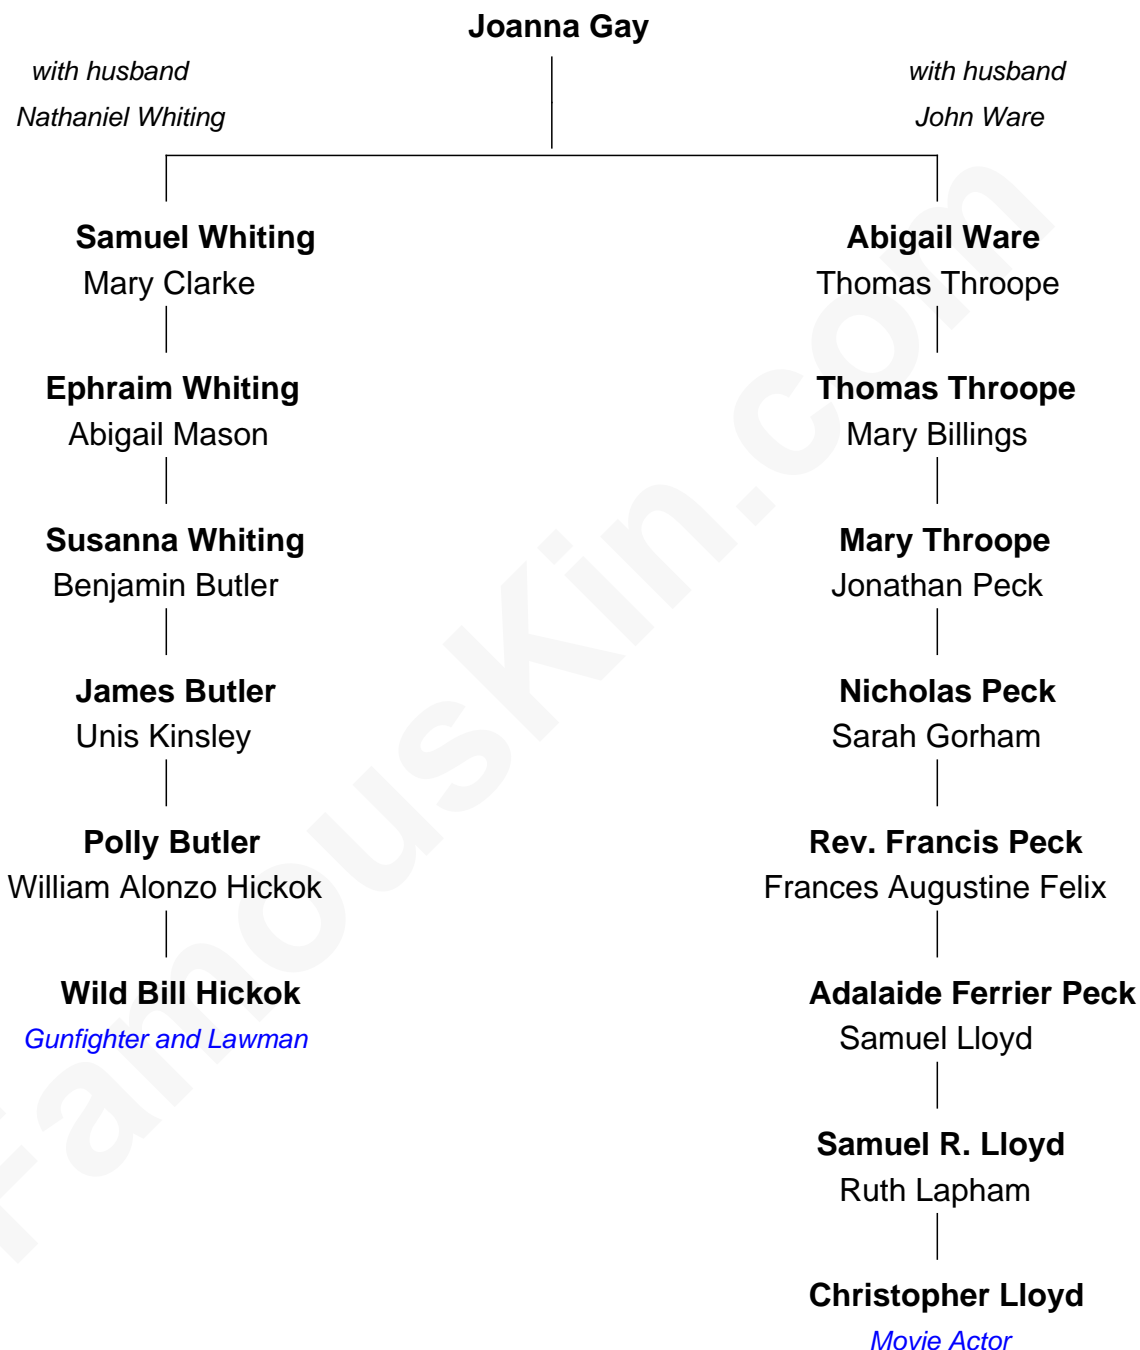 Joanna Gay
with husband
Nathaniel Whiting
with husband
John Ware
Samuel Whiting
Mary Clarke
Ephraim Whiting
Abigail Mason
Susanna Whiting
Benjamin Butler
James Butler
Unis Kinsley
Polly Butler
William Alonzo Hickok
Wild Bill Hickok
Gunfighter and Lawman
Abigail Ware
Thomas Throope
Thomas Throope
Mary Billings
Mary Throope
Jonathan Peck
Nicholas Peck
Sarah Gorham
Rev. Francis Peck
Frances Augustine Felix
Adalaide Ferrier Peck
Samuel Lloyd
Samuel R. Lloyd
Ruth Lapham
Christopher Lloyd
Movie Actor
FamousKin.com